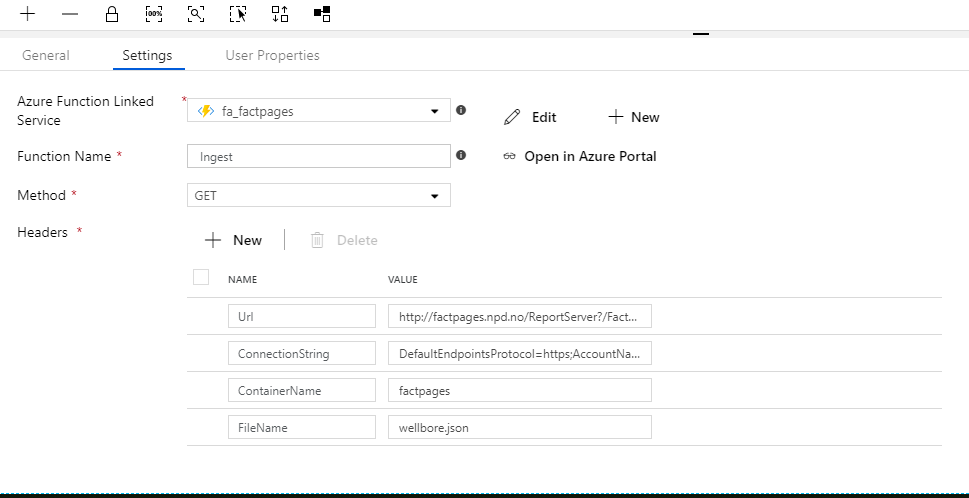 100%
General Settings User Properties
Azure Function Linked Service * fa_factpages Edit New
Function Name * Ingest Open in Azure Portal
Method * GET
Headers * New Delete
NAME VALUE
Url http://factpages.npd.no/ReportServer?/Fact...
ConnectionString DefaultEndpointsProtocol=https;AccountNa...
ContainerName factpages
FileName wellbore.json